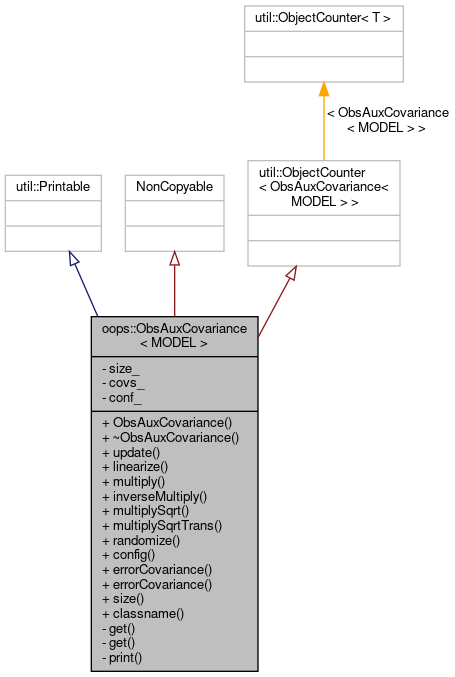 util::ObjectCounter< T >
< ObsAuxCovariance
< MODEL > >
util::Printable
NonCopyable
util::ObjectCounter
< ObsAuxCovariance<
MODEL > >
oops::ObsAuxCovariance
< MODEL >
- size_
- covs_
- conf_
+ ObsAuxCovariance()
+ ~ObsAuxCovariance()
+ update()
+ linearize()
+ multiply()
+ inverseMultiply()
+ multiplySqrt()
+ multiplySqrtTrans()
+ randomize()
+ config()
+ errorCovariance()
+ errorCovariance()
+ size()
+ classname()
- get()
- get()
- print()